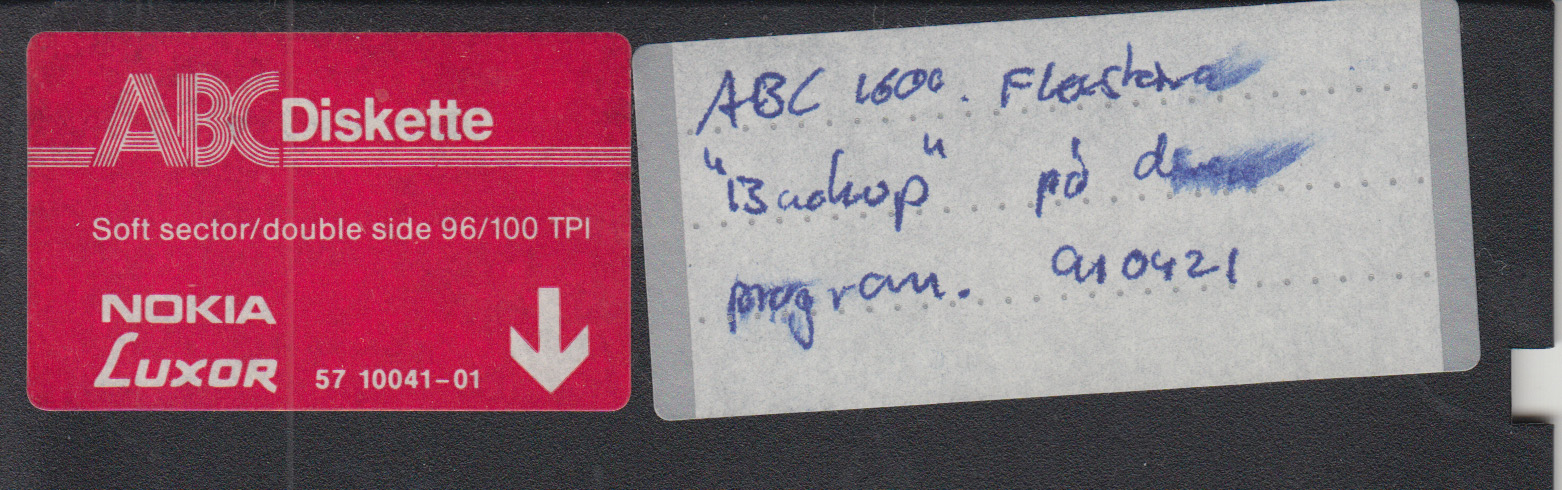 ABC Diskette
Soft sector/double side 96/100 TPI
NOKIA
LUXOR 57 10041-01
ABC 1600.
"Backup" på
program. 910421